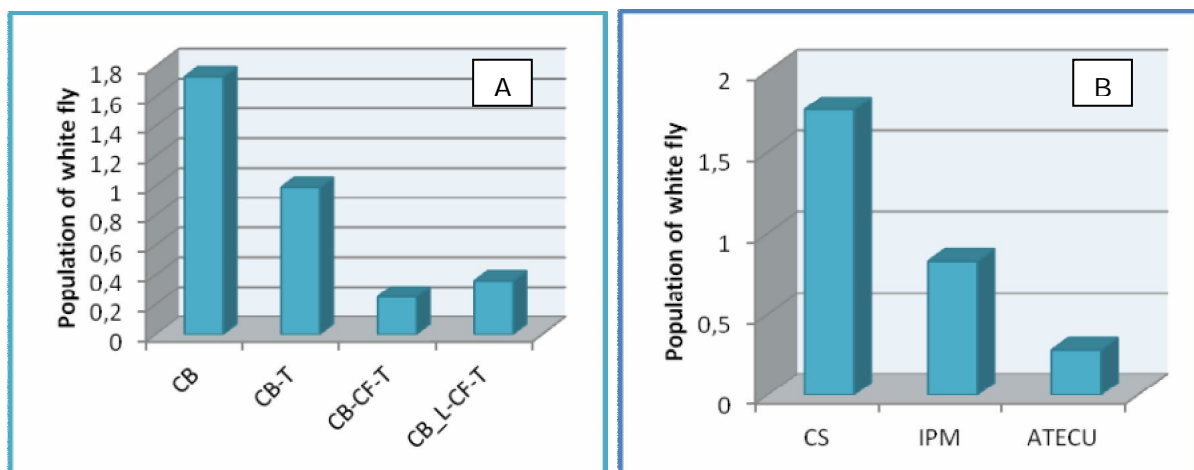 A
Population of white fly
1,8
1,6
1,4
1,2
1
0,8
0,6
0,4
0,2
0
CB
CB-T
CB-CF-T
CB_L-CF-T
B
Population of white fly
2
1,5
1
0,5
0
CS
IPM
ATECU